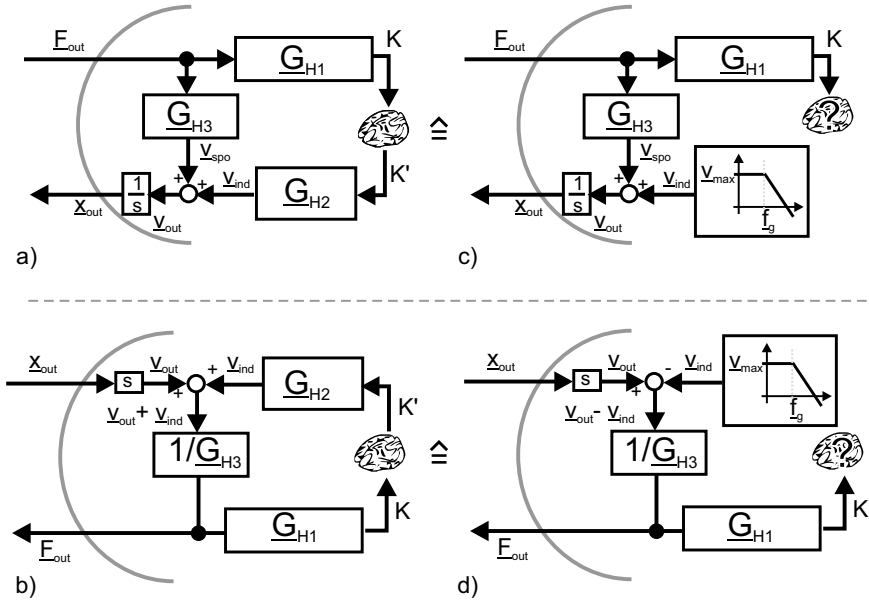 F_out
G_H1
K
G_H3
v_spo
K'
+
+
v_ind
G_H2
1/s
x_out
v_out
a)
≙
F_out
G_H1
K
?
G_H3
v_spo
v_max
f_g
+
+
v_ind
1/s
x_out
v_out
c)
x_out
s
v_out
+
+
v_ind
G_H2
K'
v_out + v_ind
1/G_H3
K
G_H1
F_out
b)
≙
x_out
s
v_out
+
-
v_ind
v_max
f_g
v_out - v_ind
1/G_H3
?
K
G_H1
F_out
d)